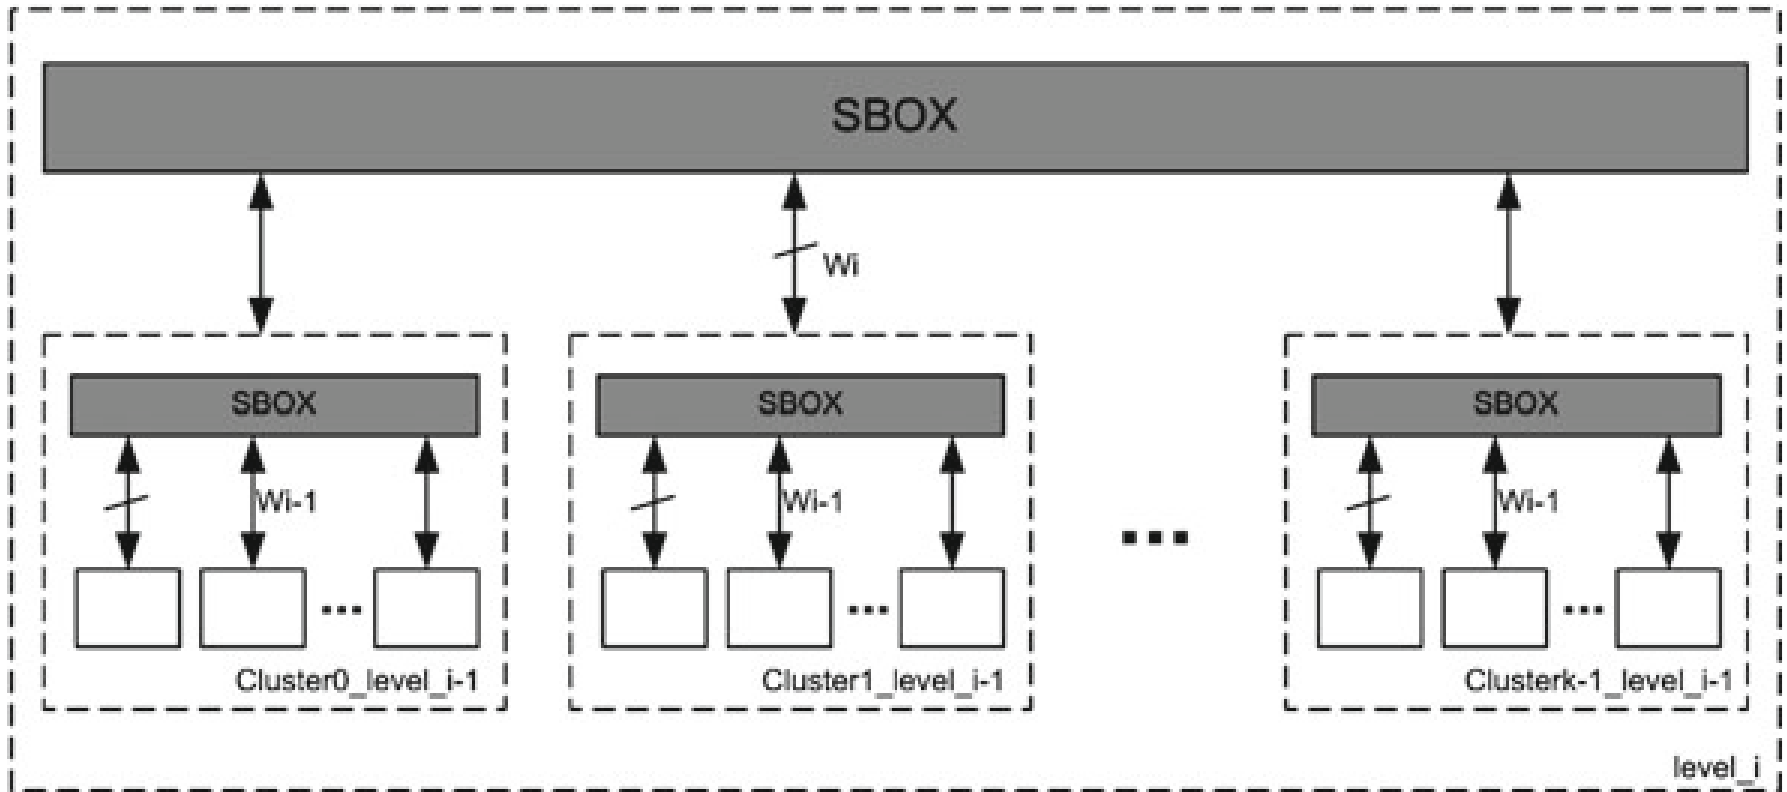 SBOX
Wi
SBOX
SBOX
SBOX
Wi-1
Wi-1
Wi-1
Cluster0_level_i-1
Cluster1_level_i-1
Clusterk-1_level_i-1
level_i